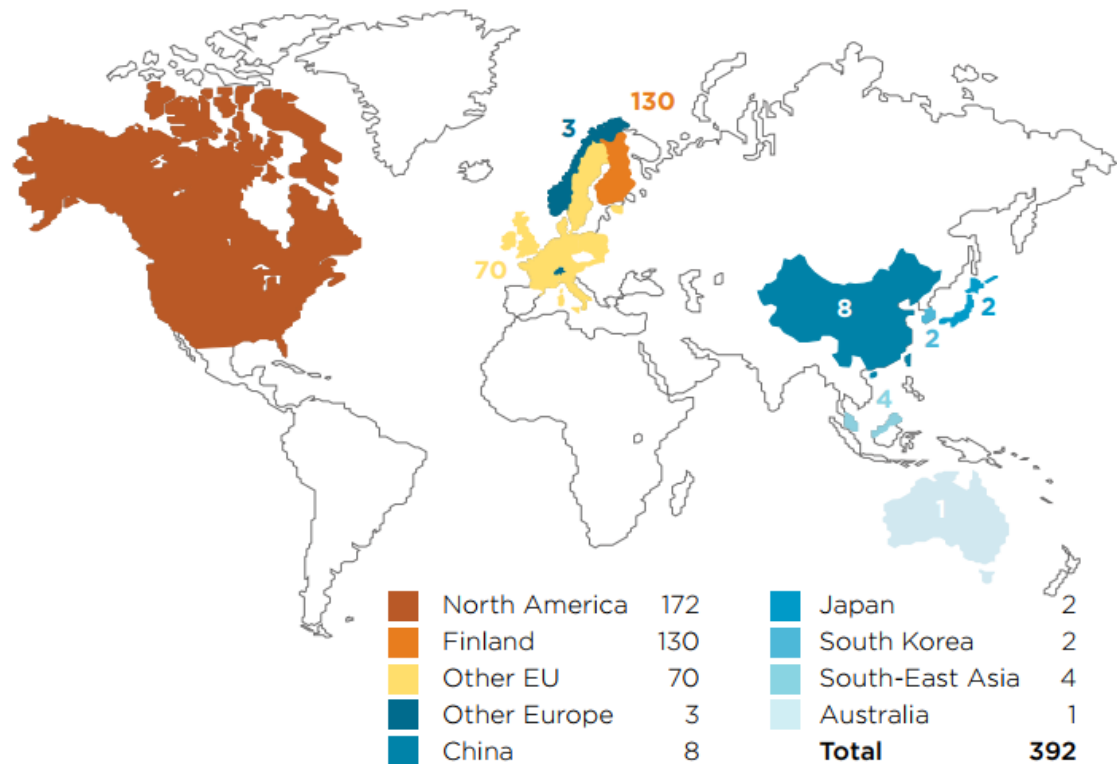 130
3
70
8
2
2
4
1
North America 172
Finland 130
Other EU 70
Other Europe 3
China 8
Japan 2
South Korea 2
South-East Asia 4
Australia 1
Total 392